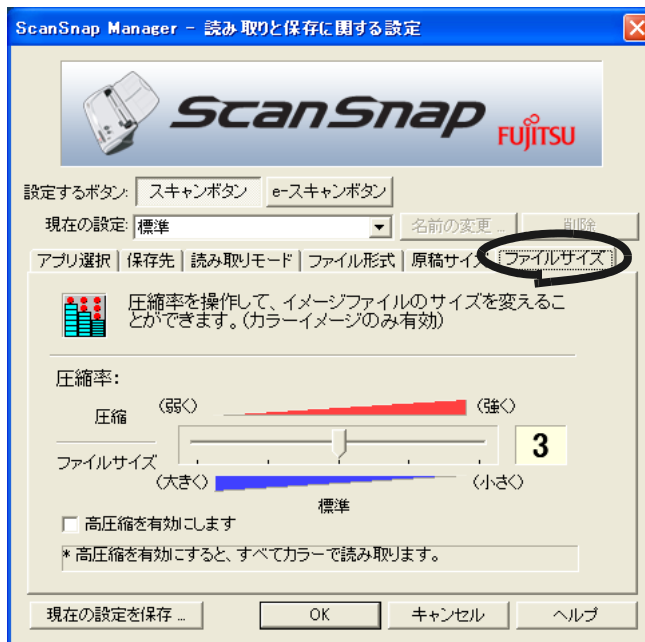 ScanSnap Manager - 読み取りと保存に関する設定
ScanSnap
FUJITSU
設定するボタン: スキャンボタン e-スキャンボタン
現在の設定: 標準 名前の変更 ... 削除
アプリ選択 保存先 読み取りモード ファイル形式 原稿サイズ ファイルサイズ
圧縮率を操作して、イメージファイルのサイズを変えるこ
とができます。(カラーイメージのみ有効)
圧縮率:
圧縮 (弱く) (強く)
3
ファイルサイズ
(大きく) (小さく)
標準
高圧縮を有効にします
* 高圧縮を有効にすると、すべてカラーで読み取ります。
現在の設定を保存 ... OK キャンセル ヘルプ